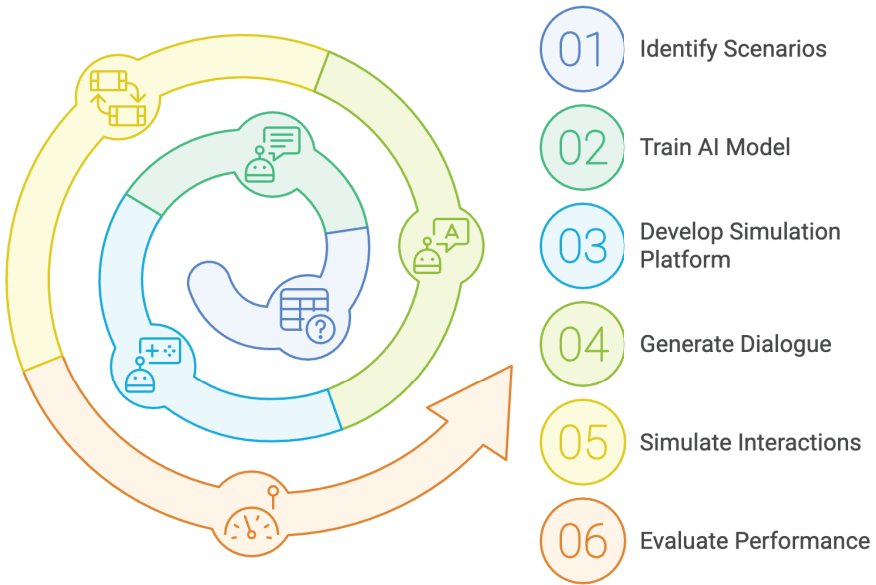 01
Identify Scenarios
02
Train AI Model
03
Develop Simulation
Platform
A
04
Generate Dialogue
?
05
Simulate Interactions
06
Evaluate Performance